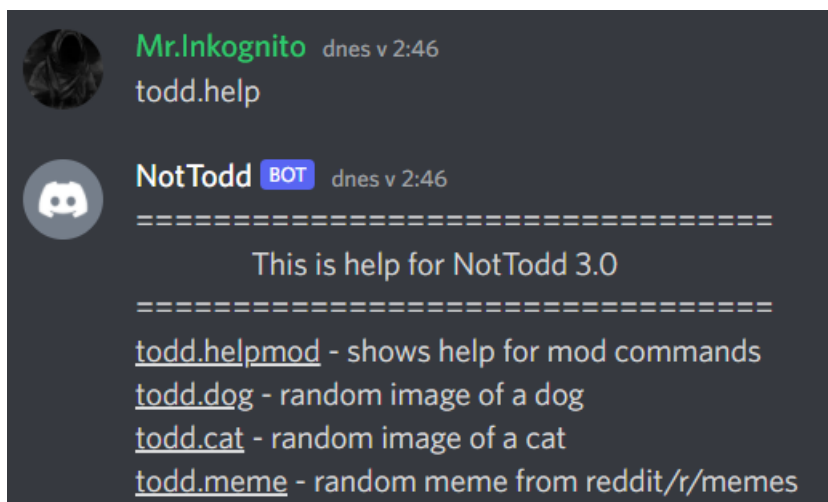 Mr.Inkognito dnes v 2:46
todd.help
NotTodd BOT dnes v 2:46
=================================
This is help for NotTodd 3.0
=================================
todd.helpmod - shows help for mod commands
todd.dog - random image of a dog
todd.cat - random image of a cat
todd.meme - random meme from reddit/r/memes